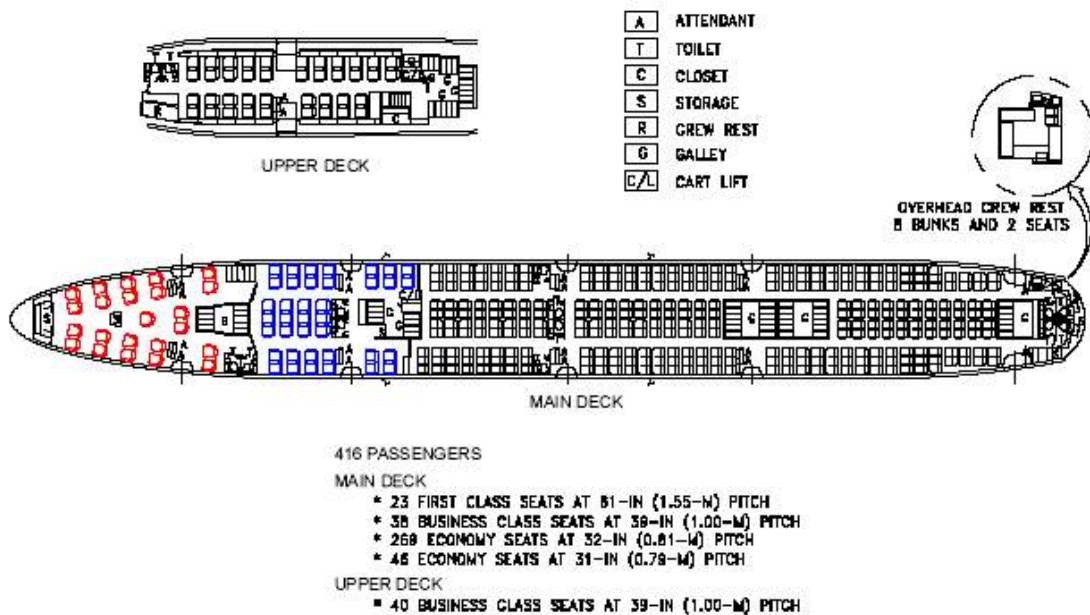 A ATTENDANT
T TOILET
C CLOSET
S STORAGE
R CREW REST
G GALLEY
C/L CART LIFT
UPPER DECK
OVERHEAD CREW REST
8 BUNKS AND 2 SEATS
MAIN DECK
416 PASSENGERS
MAIN DECK
* 23 FIRST CLASS SEATS AT 61-IN (1.55-M) PITCH
* 38 BUSINESS CLASS SEATS AT 39-IN (1.00-M) PITCH
* 269 ECONOMY SEATS AT 32-IN (0.81-M) PITCH
* 46 ECONOMY SEATS AT 31-IN (0.79-M) PITCH
UPPER DECK
* 40 BUSINESS CLASS SEATS AT 39-IN (1.00-M) PITCH